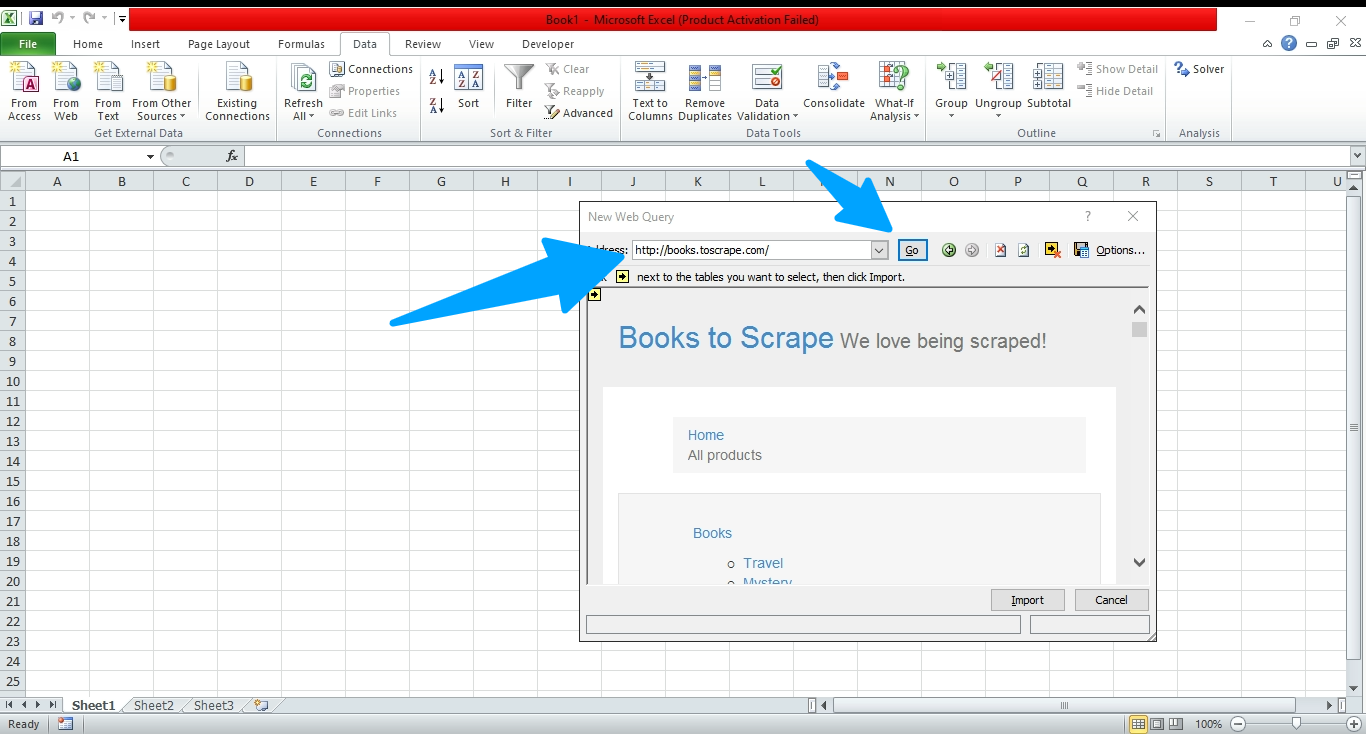 Book1 - Microsoft Excel (Product Activation Failed)
File Home Insert Page Layout Formulas Data Review View Developer
From Access
From Web
From Text
From Other Sources
Existing Connections
Get External Data
Refresh All
Connections
Properties
Edit Links
Connections
Sort
Filter
Clear
Reapply
Advanced
Sort & Filter
Text to Columns
Remove Duplicates
Data Validation
Consolidate
What-If Analysis
Data Tools
Group
Ungroup
Subtotal
Show Detail
Hide Detail
Outline
Solver
Analysis
A1 fx
A B C D E F G H I J K L N O P Q R S T U
1
2
3
4
5
6
7
8
9
10
11
12
13
14
15
16
17
18
19
20
21
22
23
24
25
New Web Query
http://books.toscrape.com/ Go Options...
next to the tables you want to select, then click Import.
Books to Scrape We love being scraped!
Home
All products
Books
Travel
Mystery
Import Cancel
Sheet1 Sheet2 Sheet3
Ready 100%